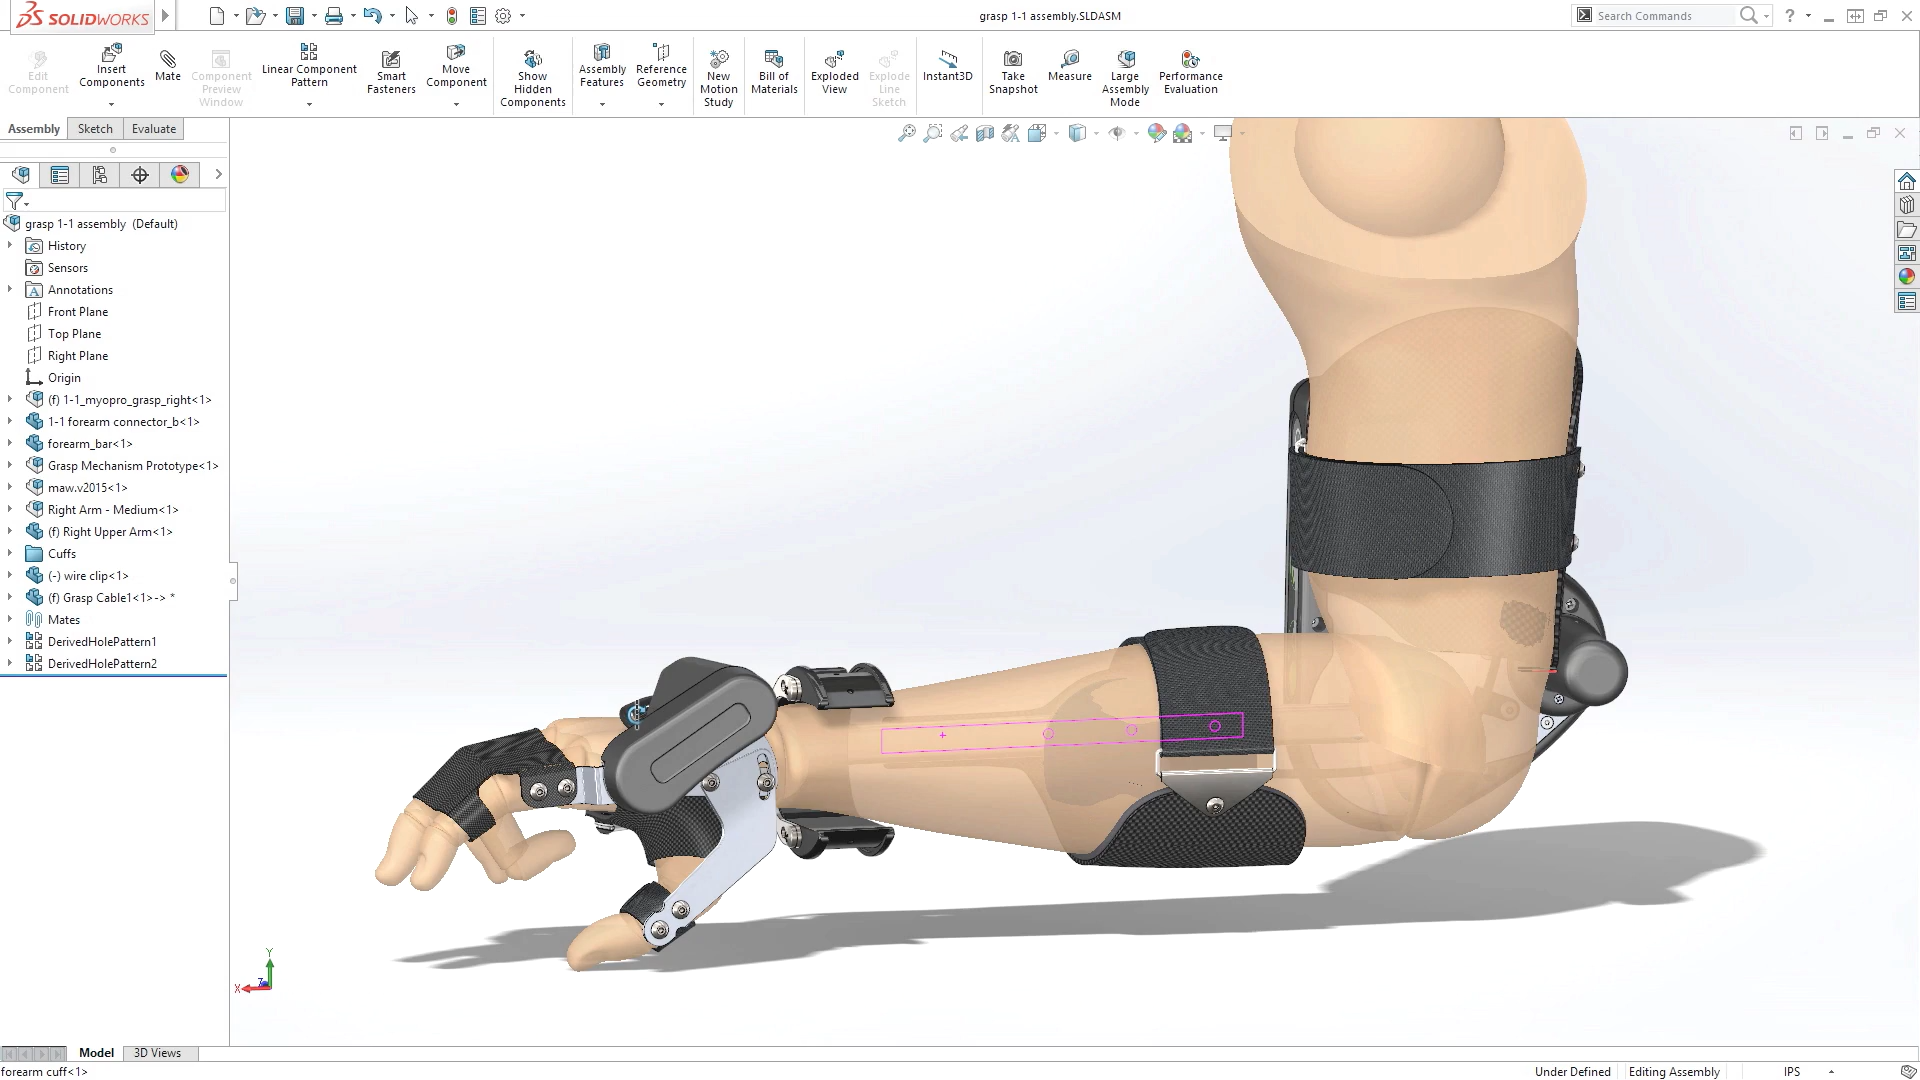 SOLIDWORKS
grasp 1-1 assembly.SLDASM
Search Commands
?
Edit
Component
Insert
Components
Mate
Component
Preview
Window
Linear Component
Pattern
Smart
Fasteners
Move
Component
Show
Hidden
Components
Assembly
Features
Reference
Geometry
New
Motion
Study
Bill of
Materials
Exploded
View
Explode
Line
Sketch
Instant3D
Take
Snapshot
Measure
Large
Assembly
Mode
Performance
Evaluation
Assembly
Sketch
Evaluate
grasp 1-1 assembly (Default)
History
Sensors
A Annotations
Front Plane
Top Plane
Right Plane
Origin
(f) 1-1_myopro_grasp_right<1>
1-1 forearm connector_b<1>
forearm_bar<1>
Grasp Mechanism Prototype<1>
maw.v2015<1>
Right Arm - Medium<1>
(f) Right Upper Arm<1>
Cuffs
(-) wire clip<1>
(f) Grasp Cable1<1>-> *
Mates
DerivedHolePattern1
DerivedHolePattern2
Y
Z
X
Model
3D Views
forearm cuff<1>
Under Defined
Editing Assembly
IPS